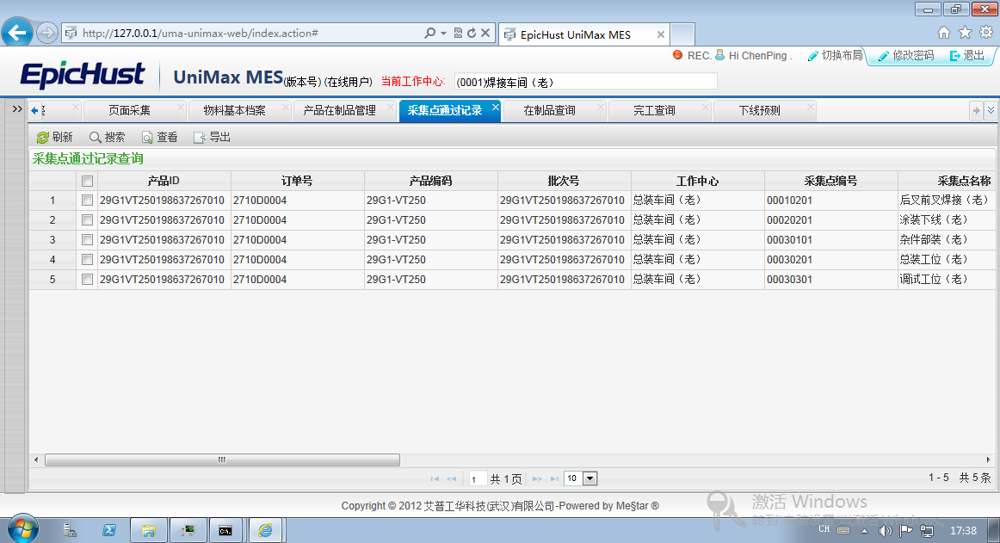 http://127.0.0.1/uma-unimax-web/index.action#
EpicHust UniMax MES
REC. Hi ChenPing . 切换布局 修改密码 退出
EpicHust UniMax MES(版本号) (在线用户) 当前工作中心: (0001)焊接车间（老）
页面采集 物料基本档案 产品在制品管理 采集点通过记录 在制品查询 完工查询 下线预测
刷新 搜索 查看 导出
采集点通过记录查询
产品ID 订单号 产品编码 批次号 工作中心 采集点编号 采集点名称
1 29G1VT250198637267010 2710D0004 29G1-VT250 29G1VT250198637267010 总装车间（老） 00010201 后叉前叉焊接（老）
2 29G1VT250198637267010 2710D0004 29G1-VT250 29G1VT250198637267010 总装车间（老） 00020201 涂装下线（老）
3 29G1VT250198637267010 2710D0004 29G1-VT250 29G1VT250198637267010 总装车间（老） 00030101 杂件部装（老）
4 29G1VT250198637267010 2710D0004 29G1-VT250 29G1VT250198637267010 总装车间（老） 00030201 总装工位（老）
5 29G1VT250198637267010 2710D0004 29G1-VT250 29G1VT250198637267010 总装车间（老） 00030301 调试工位（老）
1 共 1 页 10 1 - 5 共 5 条
Copyright © 2012 艾普工华科技(武汉)有限公司-Powered by Me§tar ®
激活 Windows
CH 17:38